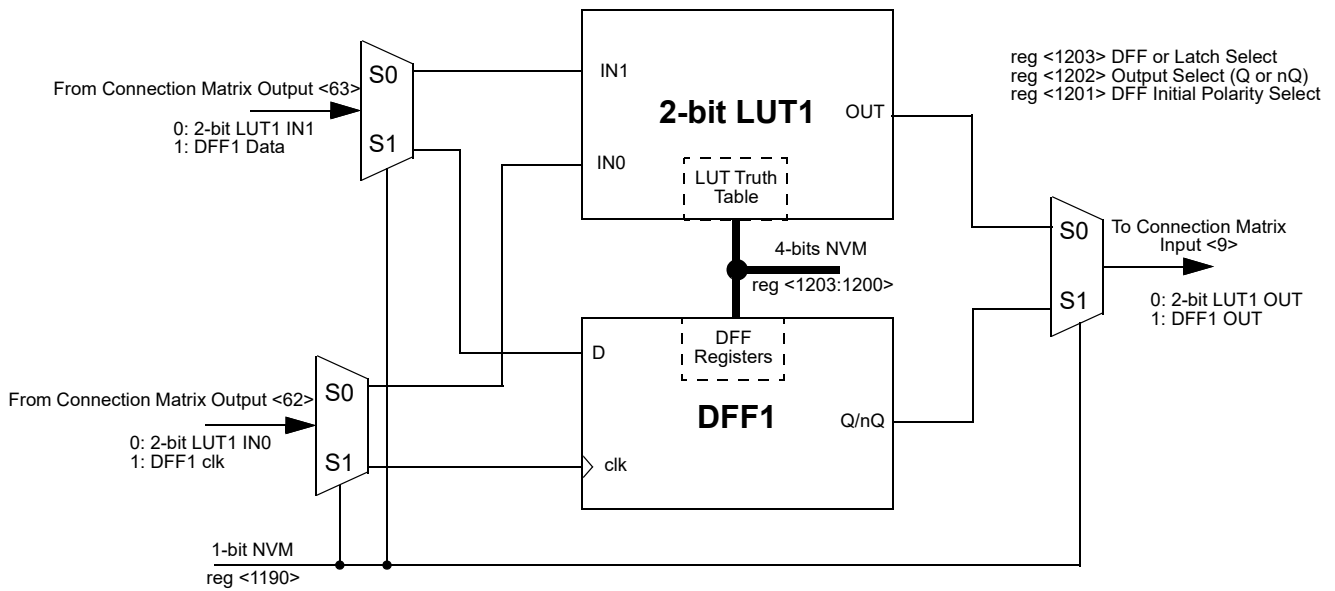 S0
From Connection Matrix Output <63>
0: 2-bit LUT1 IN1
1: DFF1 Data
S1
IN1
2-bit LUT1
OUT
IN0
LUT Truth
Table
reg <1203> DFF or Latch Select
reg <1202> Output Select (Q or nQ)
reg <1201> DFF Initial Polarity Select
4-bits NVM
reg <1203:1200>
S0
S1
To Connection Matrix
Input <9>
0: 2-bit LUT1 OUT
1: DFF1 OUT
DFF
Registers
D
DFF1
Q/nQ
clk
S0
From Connection Matrix Output <62>
0: 2-bit LUT1 IN0
1: DFF1 clk
S1
1-bit NVM
reg <1190>